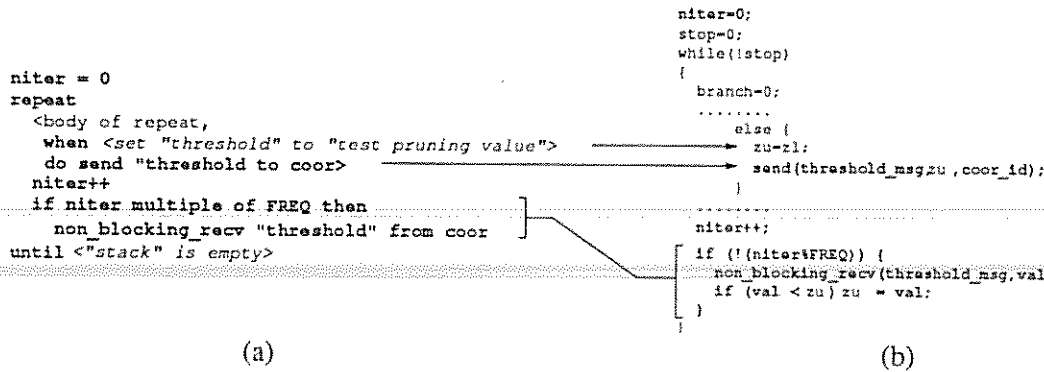 niter = 0
repeat
<body of repeat,
when <set "threshold" to "test pruning value">
do send "threshold to coor>
niter++
if niter multiple of FREQ then
non_blocking_recv "threshold" from coor
until <"stack" is empty>
(a)
niter=0;
stop=0;
while(!stop)
{
branch=0;
........
else {
zu=zl;
send(threshold_msg,zu ,coor_id);
}
........
niter++;
if (!(niter%FREQ)) {
non_blocking_recv(threshold_msg,val
if (val < zu) zu = val;
}
}
(b)